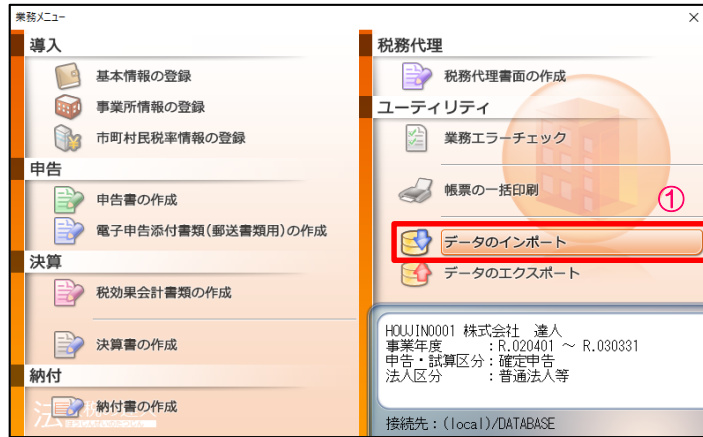 業務メニュー
導入
基本情報の登録
事業所情報の登録
市町村民税率情報の登録
申告
申告書の作成
電子申告添付書類(郵送書類用)の作成
決算
税効果会計書類の作成
決算書の作成
納付
納付書の作成
税務代理
税務代理書面の作成
ユーティリティ
業務エラーチェック
帳票の一括印刷
①
データのインポート
データのエクスポート
HOUJIN0001 株式会社 達人
事業年度 :R.020401 ～ R.030331
申告・試算区分:確定申告
法人区分 :普通法人等
接続先:(local)/DATABASE